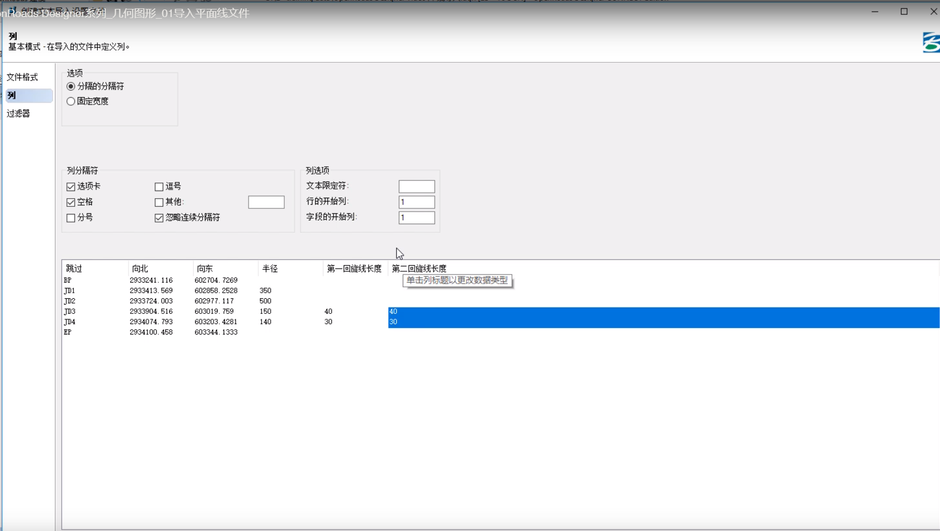 onRoads Designer系列_几何图形_01导入平面线文件
列
基本模式 -在导入的文件中定义列。
文件格式
列
过滤器
选项
分隔的分隔符
固定宽度
列分隔符
选项卡 逗号
空格 其他:
分号 忽略连续分隔符
列选项
文本限定符:
行的开始列: 1
字段的开始列: 1
跳过 向北 向东 半径 第一回旋线长度 第二回旋线长度
单击列标题以更改数据类型
BP 2933241.116 602704.7269
JD1 2933413.569 602858.2528 350
JD2 2933724.003 602977.117 500
JD3 2933904.516 603019.759 150 40 40
JD4 2934074.793 603203.4281 140 30 30
EP 2934100.458 603344.1333